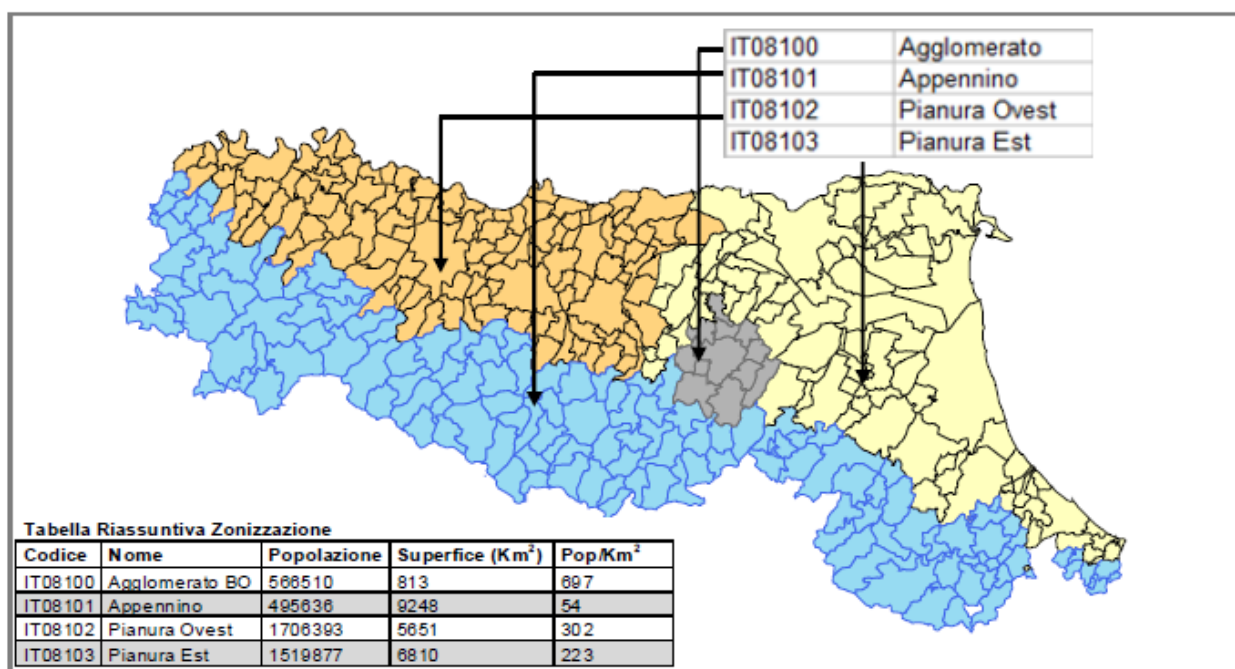 IT08100 Agglomerato
IT08101 Appennino
IT08102 Pianura Ovest
IT08103 Pianura Est
Tabella Riassuntiva Zonizzazione
Codice Nome Popolazione Superfice (Km²) Pop/Km²
IT08100 Agglomerato BO 566510 813 697
IT08101 Appennino 495636 9248 54
IT08102 Pianura Ovest 1706393 5651 302
IT08103 Pianura Est 1519877 6810 223